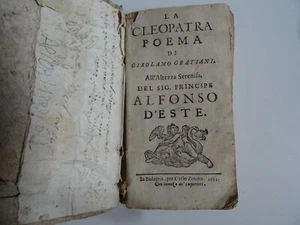 LA
CLEOPATRA
POEMA
DI
GIROLAMO GRATIANI.
All'Altezza Sereniss.
DEL SIG. PRINCIPE
ALFONSO
D'ESTE.
In Bologna, per Carlo Zenero.
Con licenza de' superiori.